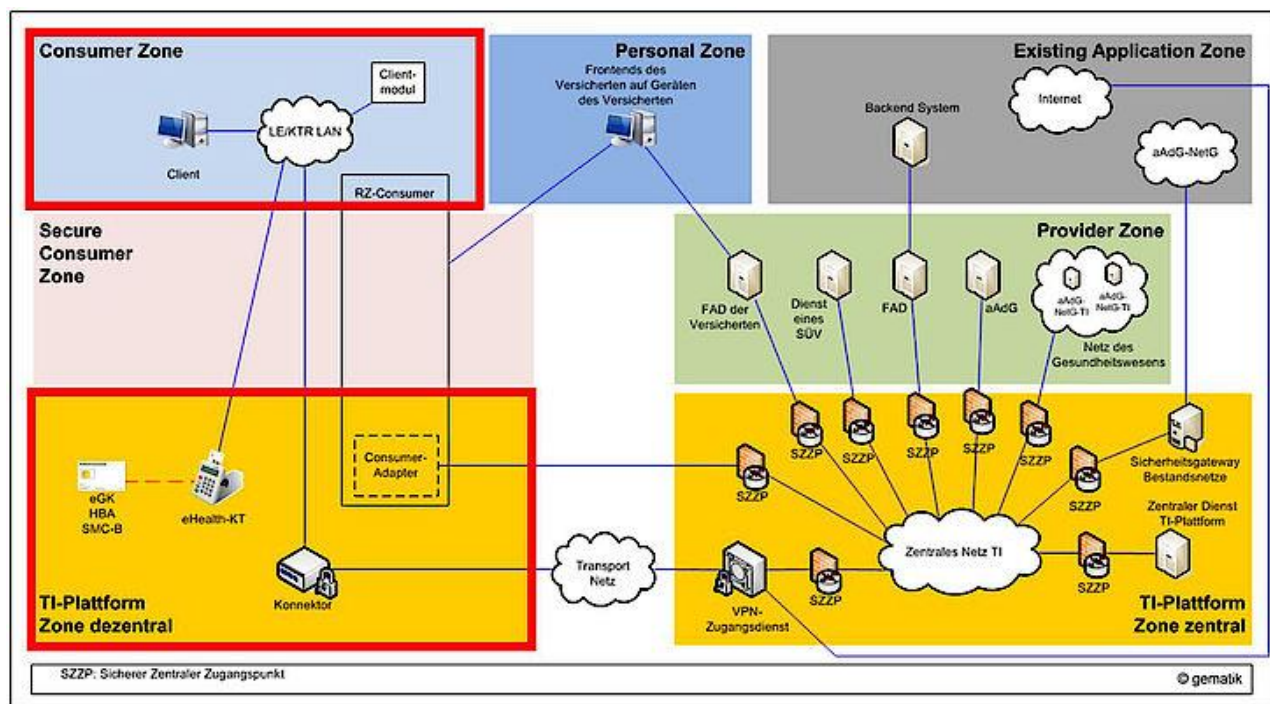 Consumer Zone
Client-
modul
LE/KTR LAN
Client
RZ-Consumer
Personal Zone
Frontends des
Versicherten auf Geräten
des Versicherten
Existing Application Zone
Internet
Backend System
aAdG-NetG
Secure
Consumer
Zone
Provider Zone
FAD der
Versicherten
Dienst
eines
SÜV
FAD
aAdG
aAdG-
NetG-TI
aAdG-
NetG-TI
Netz des
Gesundheitswesens
eGK
HBA
SMC-B
eHealth-KT
Consumer-
Adapter
Konnektor
TI-Plattform
Zone dezentral
Transport
Netz
SZZP
SZZP
SZZP
SZZP
SZZP
SZZP
SZZP
Sicherheitsgateway
Bestandsnetze
Zentraler Dienst
TI-Plattform
Zentrales Netz TI
SZZP
SZZP
VPN-
Zugangsdienst
TI-Plattform
Zone zentral
SZZP: Sicherer Zentraler Zugangspunkt
© gematik